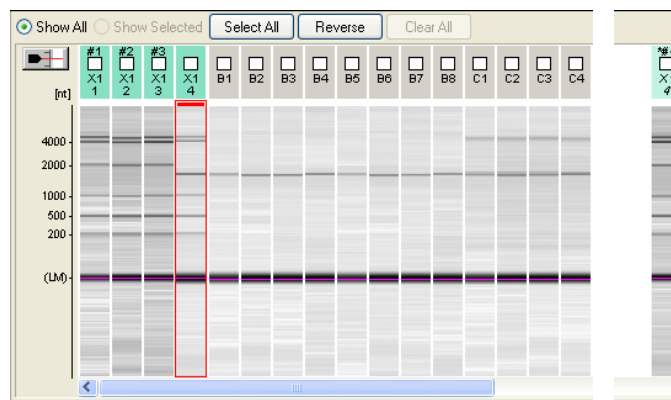 Show All Show Selected Select All Reverse Clear All
#1 #2 #3
X1 X1 X1 X1 B1 B2 B3 B4 B5 B6 B7 B8 C1 C2 C3 C4
1 2 3 4
[nt]
4000
2000
1000
500
200
(LM)